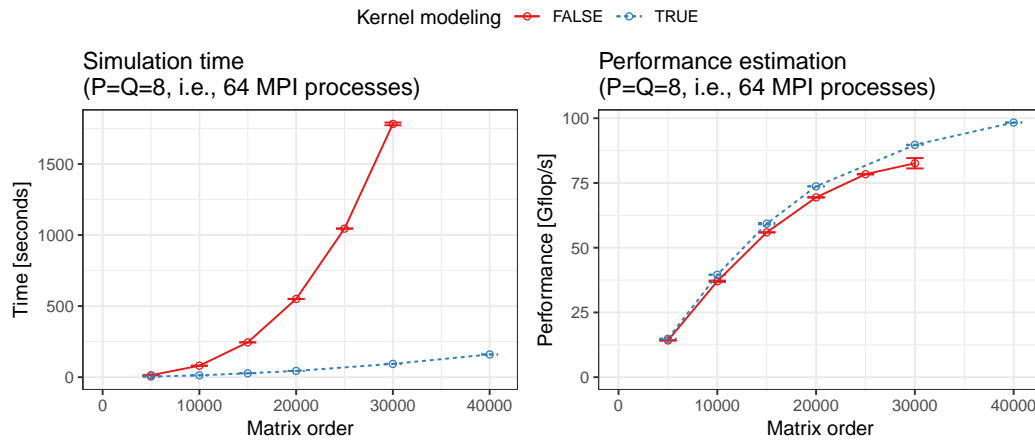 Kernel modeling FALSE TRUE
Simulation time
(P=Q=8, i.e., 64 MPI processes)
1500
1000
500
0
Time [seconds]
0 10000 20000 30000 40000
Matrix order
Performance estimation
(P=Q=8, i.e., 64 MPI processes)
100
75
50
25
0
Performance [Gflop/s]
0 10000 20000 30000 40000
Matrix order